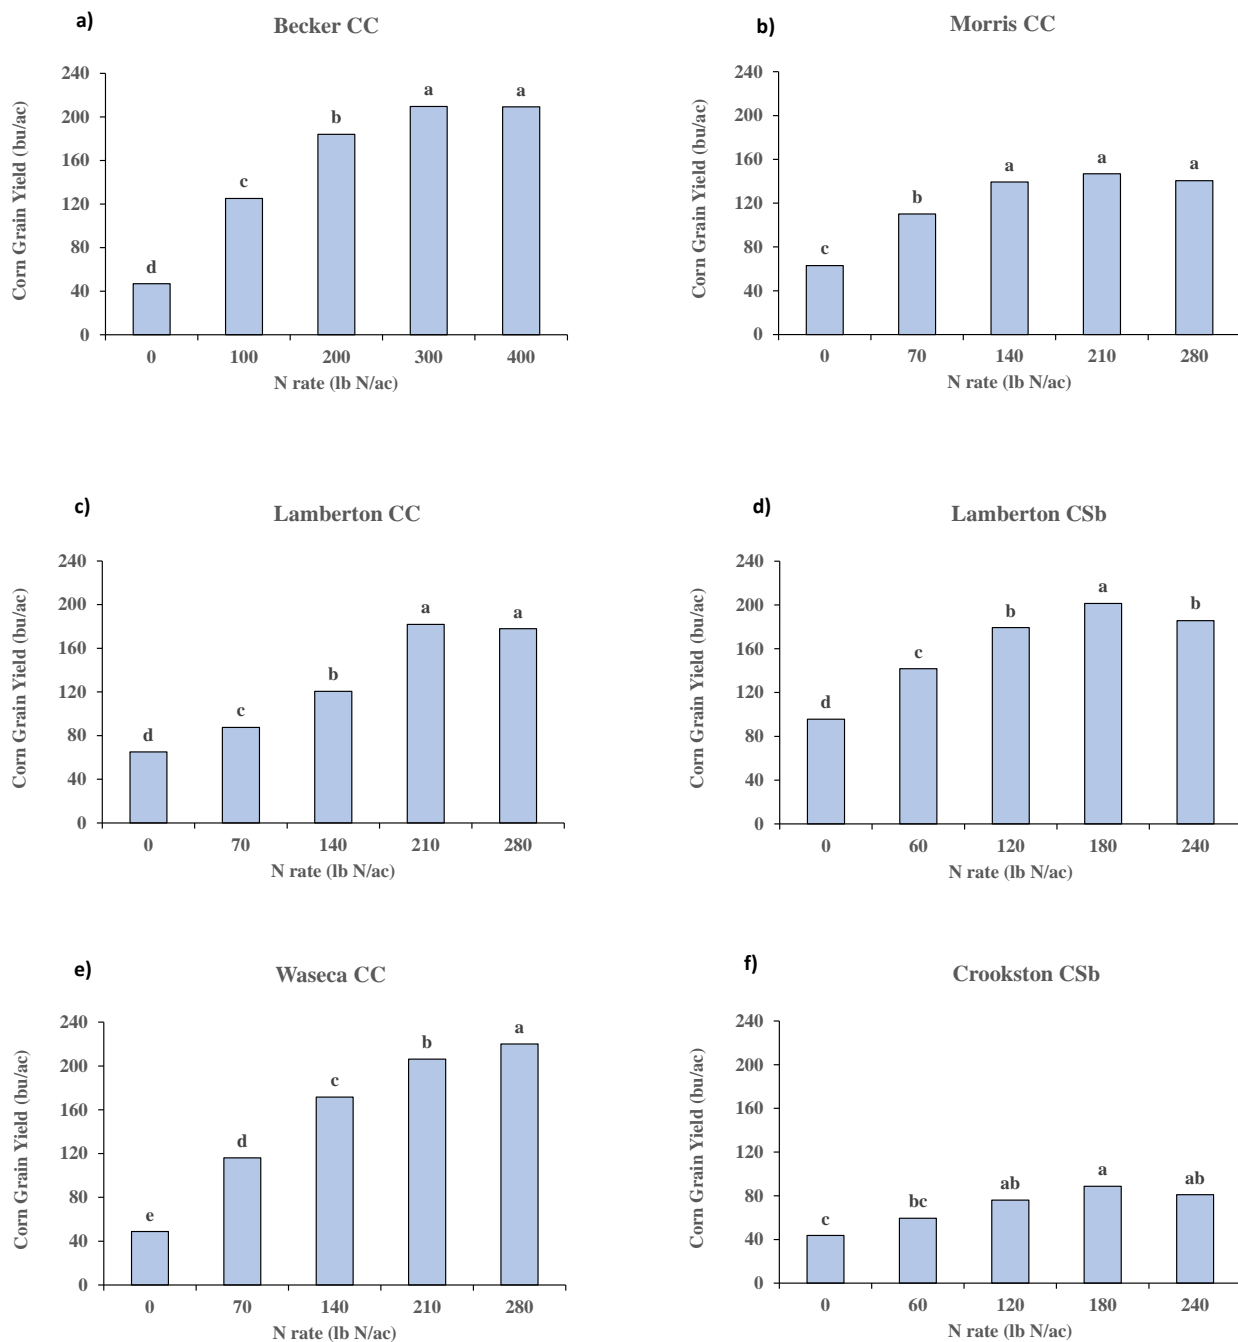 a)
Becker CC
Corn Grain Yield (bu/ac)
240
200
160
120
80
40
0
d
c
b
a
a
0 100 200 300 400
N rate (lb N/ac)
b)
Morris CC
Corn Grain Yield (bu/ac)
240
200
160
120
80
40
0
c
b
a
a
a
0 70 140 210 280
N rate (lb N/ac)
c)
Lamberton CC
Corn Grain Yield (bu/ac)
240
200
160
120
80
40
0
d
c
b
a
a
0 70 140 210 280
N rate (lb N/ac)
d)
Lamberton CSb
Corn Grain Yield (bu/ac)
240
200
160
120
80
40
0
d
c
b
a
b
0 60 120 180 240
N rate (lb N/ac)
e)
Waseca CC
Corn Grain Yield (bu/ac)
240
200
160
120
80
40
0
e
d
c
b
a
0 70 140 210 280
N rate (lb N/ac)
f)
Crookston CSb
Corn Grain Yield (bu/ac)
240
200
160
120
80
40
0
c
bc
ab
a
ab
0 60 120 180 240
N rate (lb N/ac)